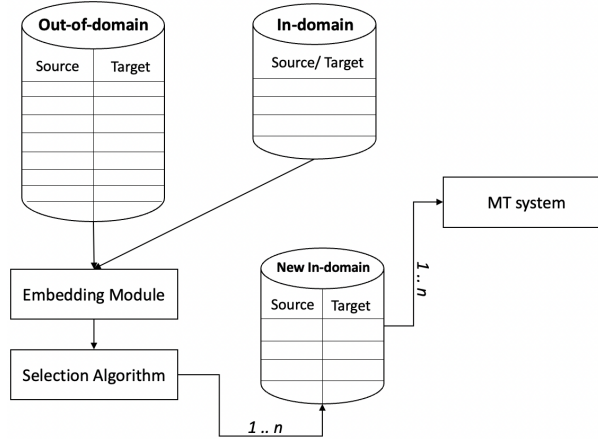 Out-of-domain
Source Target
In-domain
Source/ Target
MT system
New In-domain
Source Target
1 .. n
Embedding Module
Selection Algorithm
1 .. n